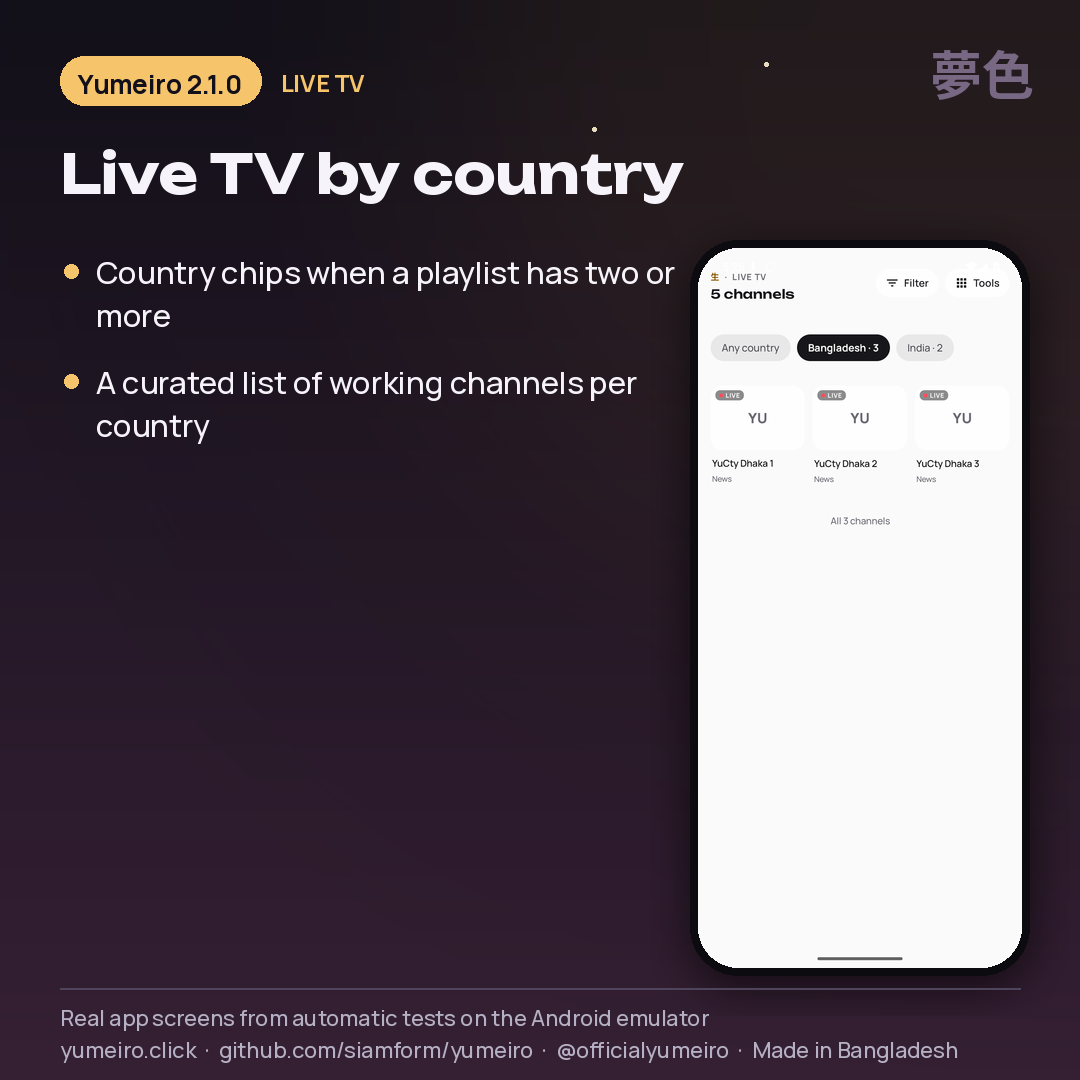 Yumeiro 2.1.0
LIVE TV
夢色
Live TV by country
Country chips when a playlist has two or
more
A curated list of working channels per
country
生 · LIVE TV
5 channels
Filter
Tools
Any country
Bangladesh · 3
India · 2
LIVE
YU
LIVE
YU
LIVE
YU
YuCty Dhaka 1
News
YuCty Dhaka 2
News
YuCty Dhaka 3
News
All 3 channels
Real app screens from automatic tests on the Android emulator
yumeiro.click · github.com/siamform/yumeiro · @officialyumeiro · Made in Bangladesh